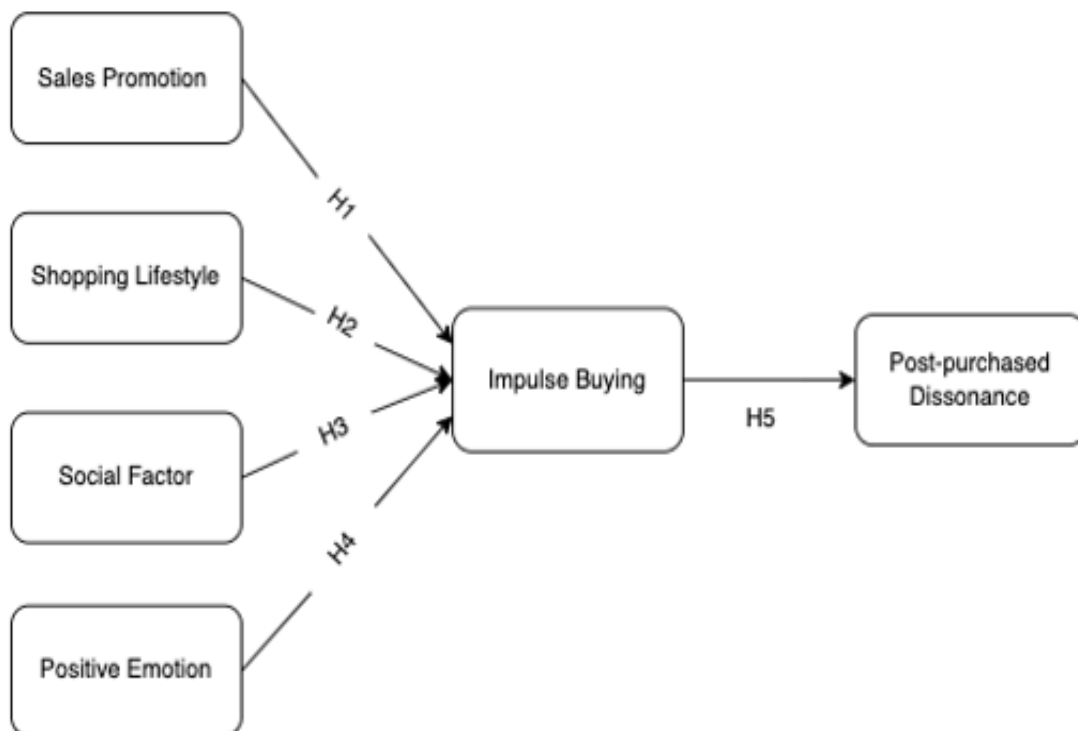 Sales Promotion
H1
Shopping Lifestyle
H2
Impulse Buying
H5
Post-purchased
Dissonance
H3
Social Factor
H4
Positive Emotion